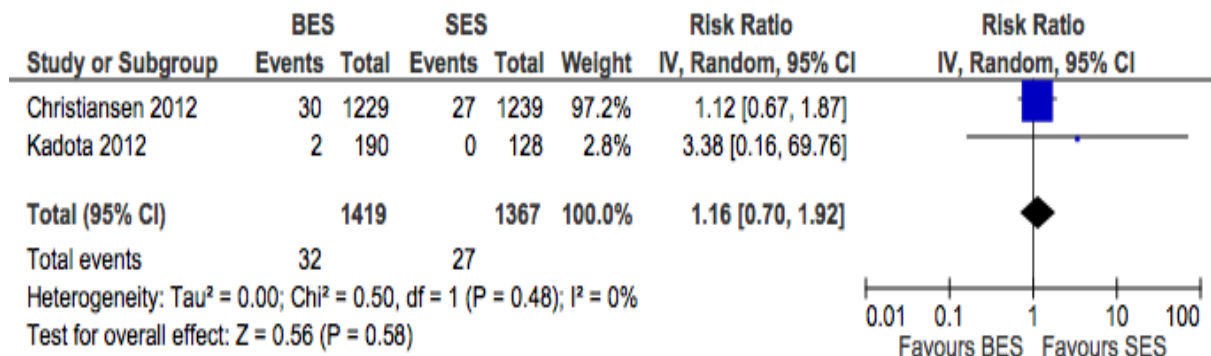 BES SES Risk Ratio Risk Ratio
Study or Subgroup Events Total Events Total Weight IV, Random, 95% CI IV, Random, 95% CI
Christiansen 2012 30 1229 27 1239 97.2% 1.12 [0.67, 1.87]
Kadota 2012 2 190 0 128 2.8% 3.38 [0.16, 69.76]
Total (95% CI) 1419 1367 100.0% 1.16 [0.70, 1.92]
Total events 32 27
Heterogeneity: Tau² = 0.00; Chi² = 0.50, df = 1 (P = 0.48); I² = 0%
Test for overall effect: Z = 0.56 (P = 0.58)
0.01 0.1 1 10 100
Favours BES Favours SES